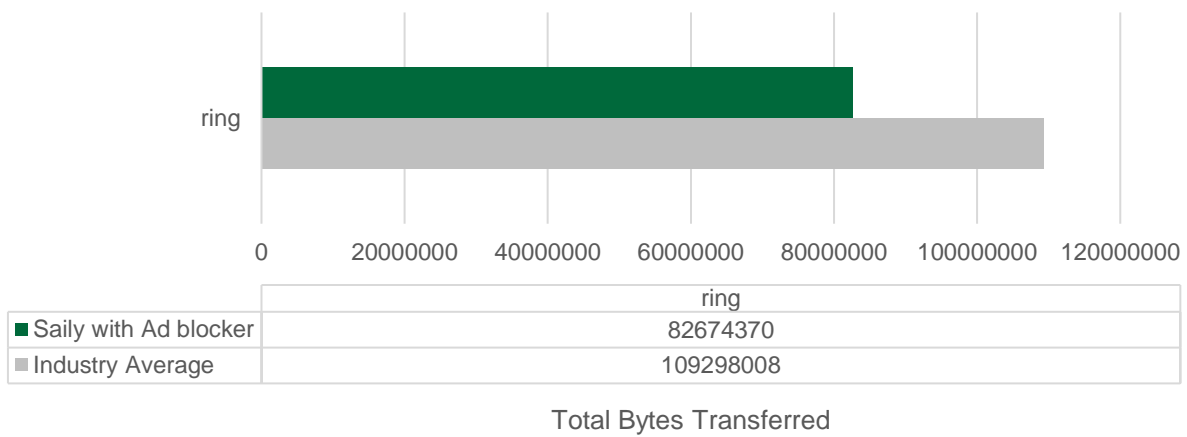 ring
0 20000000 40000000 60000000 80000000 100000000 120000000
ring
Saily with Ad blocker 82674370
Industry Average 109298008
Total Bytes Transferred